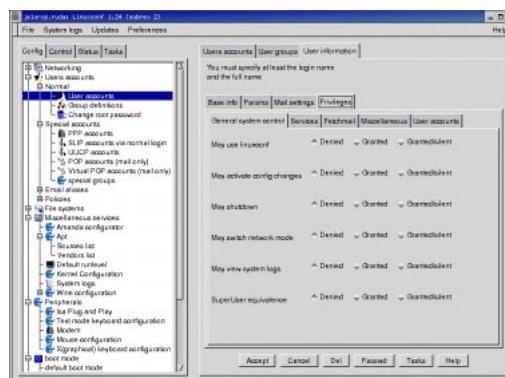 jelerys.rudas Linuxconf 1.24 (subrev 2)
File System logs Updates Preferences Help
Config Control Status Tasks
Networking
Users accounts
Normal
User accounts
Group definitions
Change root password
Special accounts
PPP accounts
SLIP accounts via normal login
UUCP accounts
POP accounts (mail only)
Virtual POP accounts (mail only)
special groups
Email aliases
Policies
File systems
Miscellaneous services
Amanda configurator
Apt
Sources list
Vendors list
Default runlevel
Kernel Configuration
System logs
Wine configuration
Peripherals
Isa Plug and Play
Text mode keyboard configuration
Modem
Mouse configuration
X(graphical) keyboard configuration
boot mode
default boot mode
Users accounts User groups User information
You must specify at least the login name
and the full name
Base info Params Mail settings Privileges
General system control Services Fetchmail Miscellaneous User accounts
May use linuxconf Denied Granted Granted/silent
May activate config changes Denied Granted Granted/silent
May shutdown Denied Granted Granted/silent
May switch network mode Denied Granted Granted/silent
May view system logs Denied Granted Granted/silent
SuperUser equivalence Denied Granted Granted/silent
Accept Cancel Del Passwd Tasks Help